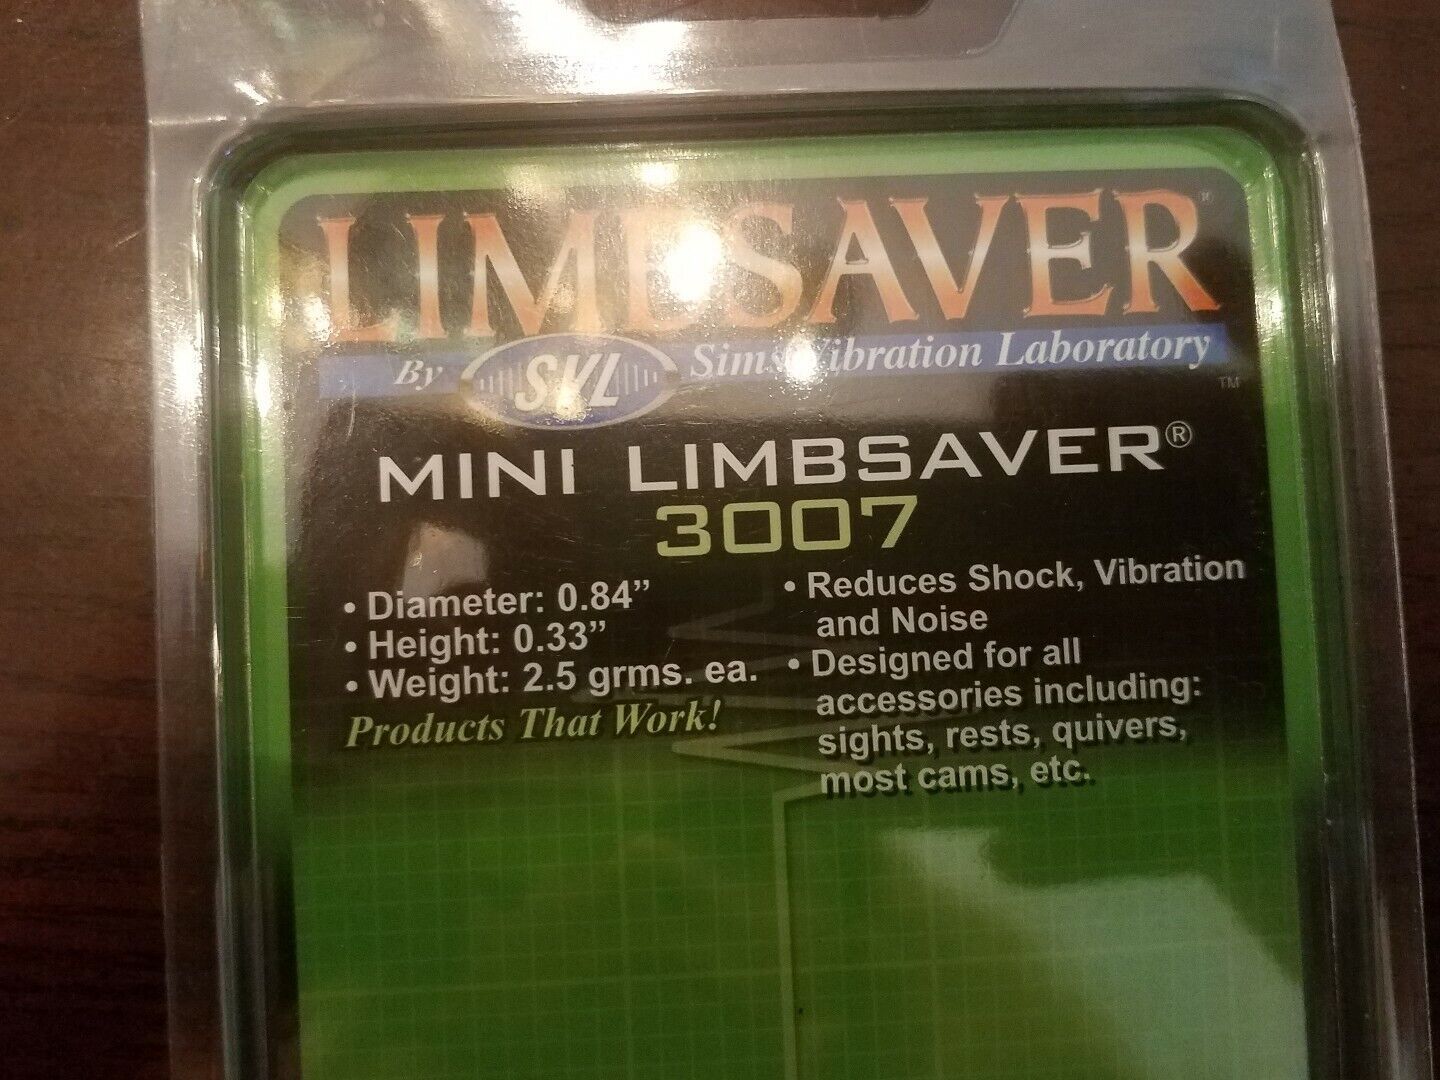 LIMBSAVER®
By SVL Sims Vibration Laboratory
TM
MINI LIMBSAVER®
3007
• Diameter: 0.84”
• Height: 0.33”
• Weight: 2.5 grms. ea.
Products That Work!
• Reduces Shock, Vibration
and Noise
• Designed for all
accessories including:
sights, rests, quivers,
most cams, etc.